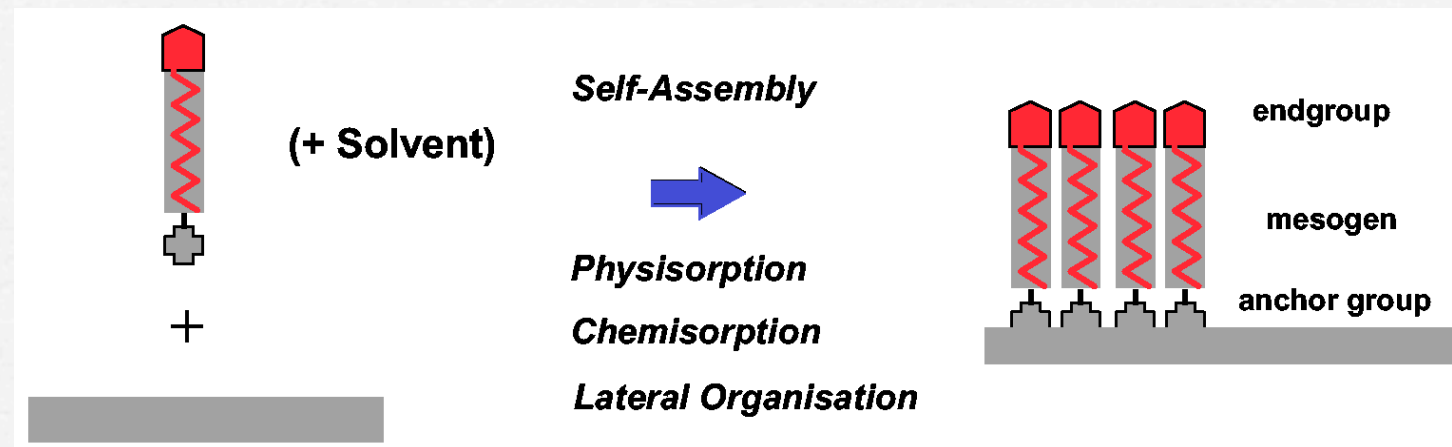 (+ Solvent)
+
Self-Assembly
Physisorption
Chemisorption
Lateral Organisation
endgroup
mesogen
anchor group